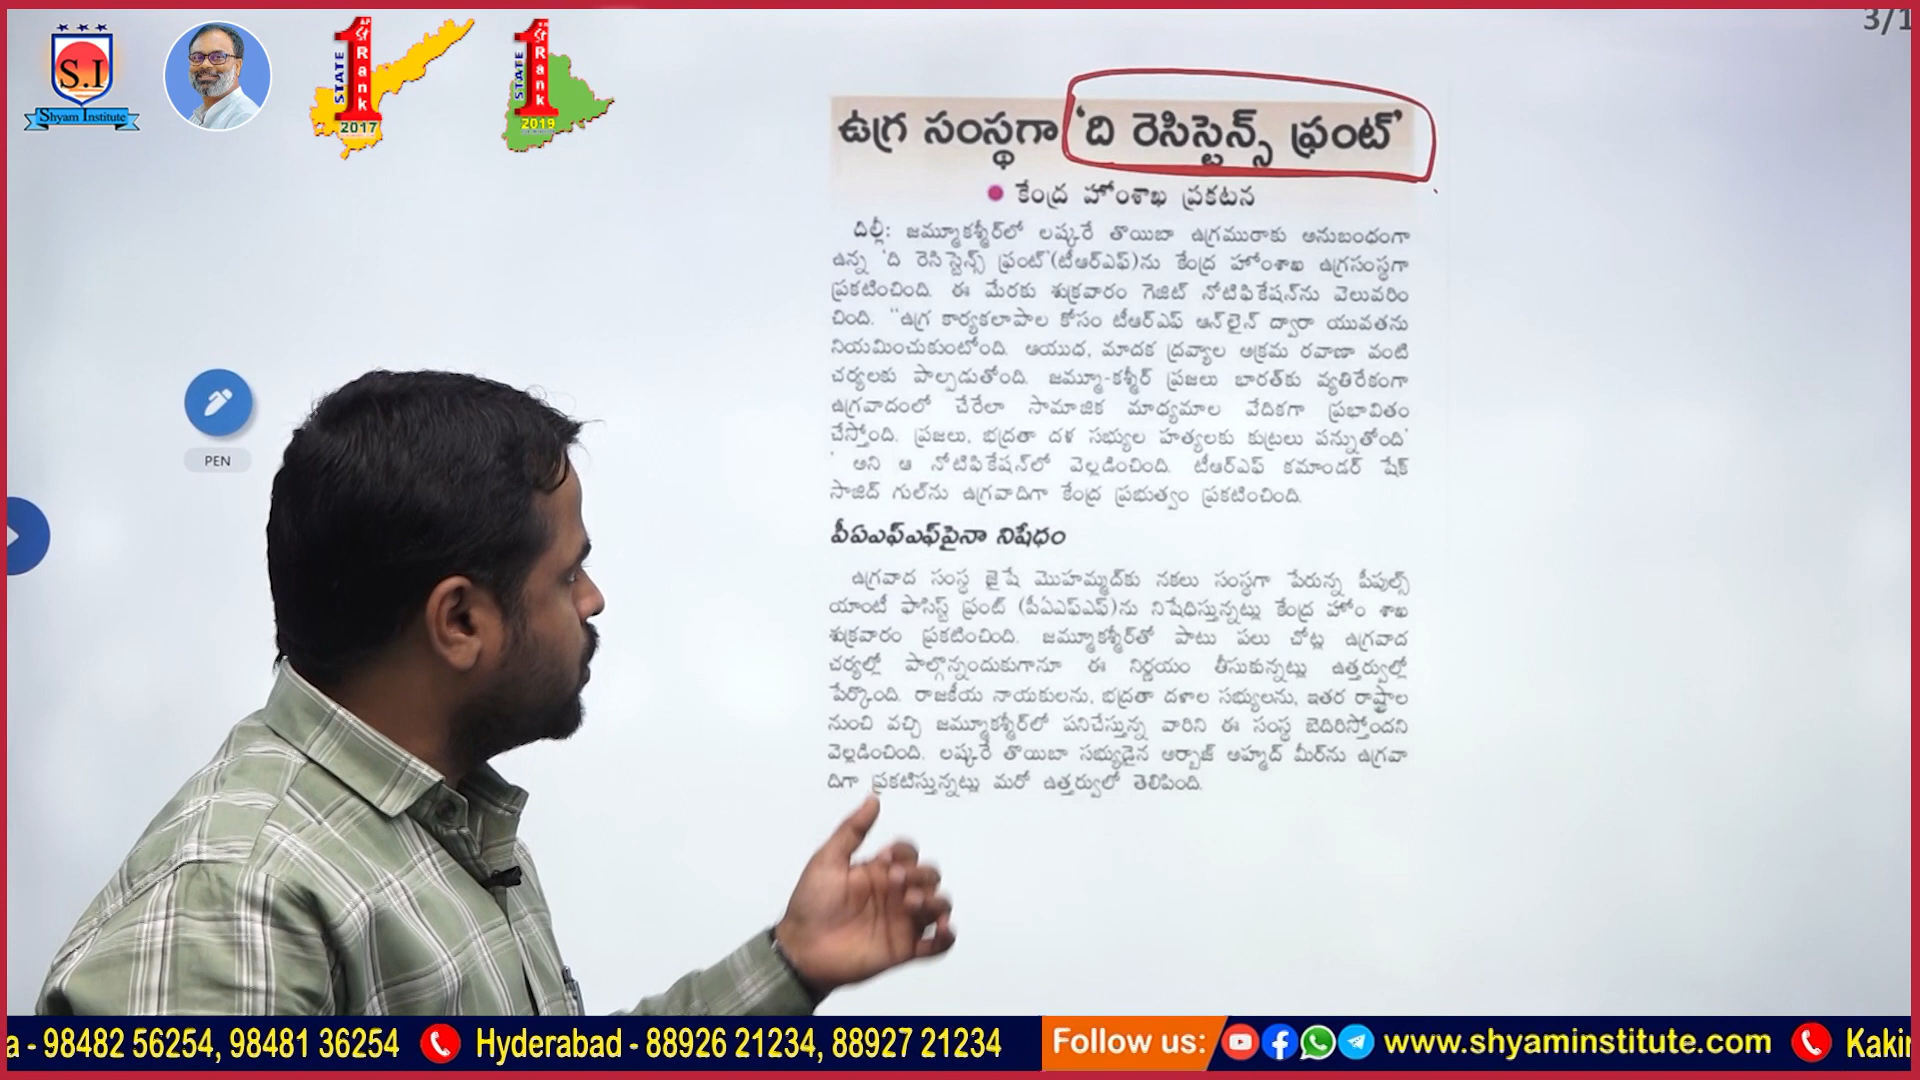 3/1
S.I
Shyam Institute
STATE 1st Rank
2017
STATE 1st Rank
2019
ఉగ్ర సంస్థగా 'ది రెసిస్టెన్స్ ఫ్రంట్'
● కేంద్ర హోంశాఖ ప్రకటన
దిల్లీ: జమ్మూకశ్మీర్‌లో లష్కరే తొయిబా ఉగ్రమురాకు అనుబంధంగా
ఉన్న 'ది రెసిస్టెన్స్ ఫ్రంట్'(టీఆర్ఎఫ్)ను కేంద్ర హోంశాఖ ఉగ్రసంస్థగా
ప్రకటించింది. ఈ మేరకు శుక్రవారం గెజిట్ నోటిఫికేషన్‌ను వెలువరిం
చింది. "ఉగ్ర కార్యకలాపాల కోసం టీఆర్ఎఫ్ ఆన్‌లైన్ ద్వారా యువతను
నియమించుకుంటోంది. ఆయుధ, మాదక ద్రవ్యాల అక్రమ రవాణా వంటి
చర్యలకు పాల్పడుతోంది. జమ్మూ-కశ్మీర్ ప్రజలు భారత్‌కు వ్యతిరేకంగా
ఉగ్రవాదంలో చేరేలా సామాజిక మాధ్యమాల వేదికగా ప్రభావితం
చేస్తోంది. ప్రజలు, భద్రతా దళ సభ్యుల హత్యలకు కుట్రలు పన్నుతోంది'
' అని ఆ నోటిఫికేషన్‌లో వెల్లడించింది. టీఆర్ఎఫ్ కమాండర్ షేక్
సాజిద్ గుల్‌ను ఉగ్రవాదిగా కేంద్ర ప్రభుత్వం ప్రకటించింది.
పీఏఎఫ్ఎఫ్‌పైనా నిషేధం
ఉగ్రవాద సంస్థ జైషే మొహమ్మద్‌కు నకలు సంస్థగా పేరున్న పీపుల్స్
యాంటీ ఫాసిస్ట్ ఫ్రంట్ (పీఏఎఫ్ఎఫ్)ను నిషేధిస్తున్నట్లు కేంద్ర హోం శాఖ
శుక్రవారం ప్రకటించింది. జమ్మూకశ్మీర్‌తో పాటు పలు చోట్ల ఉగ్రవాద
చర్యల్లో పాల్గొన్నందుకుగానూ ఈ నిర్ణయం తీసుకున్నట్లు ఉత్తర్వుల్లో
పేర్కొంది. రాజకీయ నాయకులను, భద్రతా దళాల సభ్యులను, ఇతర రాష్ట్రాల
నుంచి వచ్చి జమ్మూకశ్మీర్‌లో పనిచేస్తున్న వారిని ఈ సంస్థ బెదిరిస్తోందని
వెల్లడించింది. లష్కరే తొయిబా సభ్యుడైన ఆర్బాజ్ అహ్మద్ మీర్‌ను ఉగ్రవా
దిగా ప్రకటిస్తున్నట్లు మరో ఉత్తర్వులో తెలిపింది.
PEN
a - 98482 56254, 98481 36254 Hyderabad - 88926 21234, 88927 21234 Follow us: www.shyaminstitute.com Kakin